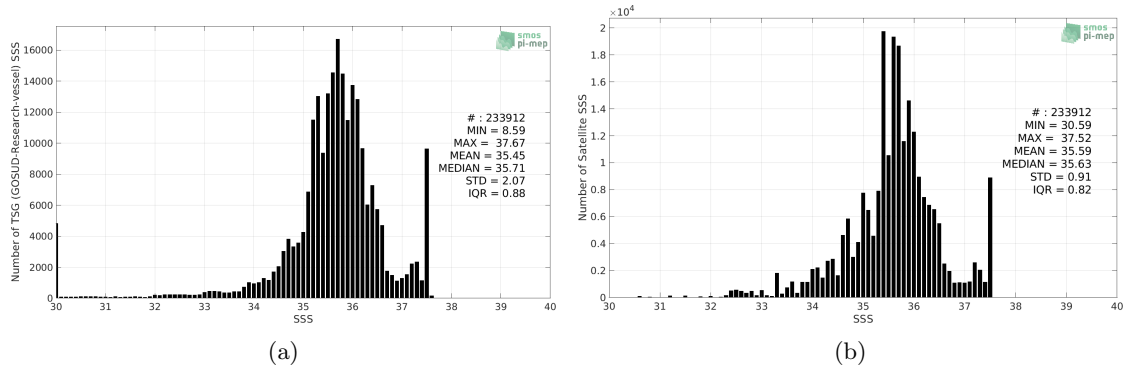 smos
pi-mep
Number of TSG (GOSUD-Research-vessel) SSS
16000
14000
12000
10000
8000
6000
4000
2000
0
# : 233912
MIN = 8.59
MAX = 37.67
MEAN = 35.45
MEDIAN = 35.71
STD = 2.07
IQR = 0.88
30 31 32 33 34 35 36 37 38 39 40
SSS
(a)
×10⁴
smos
pi-mep
Number of Satellite SSS
2
1.8
1.6
1.4
1.2
1
0.8
0.6
0.4
0.2
0
# : 233912
MIN = 30.59
MAX = 37.52
MEAN = 35.59
MEDIAN = 35.63
STD = 0.91
IQR = 0.82
30 31 32 33 34 35 36 37 38 39 40
SSS
(b)